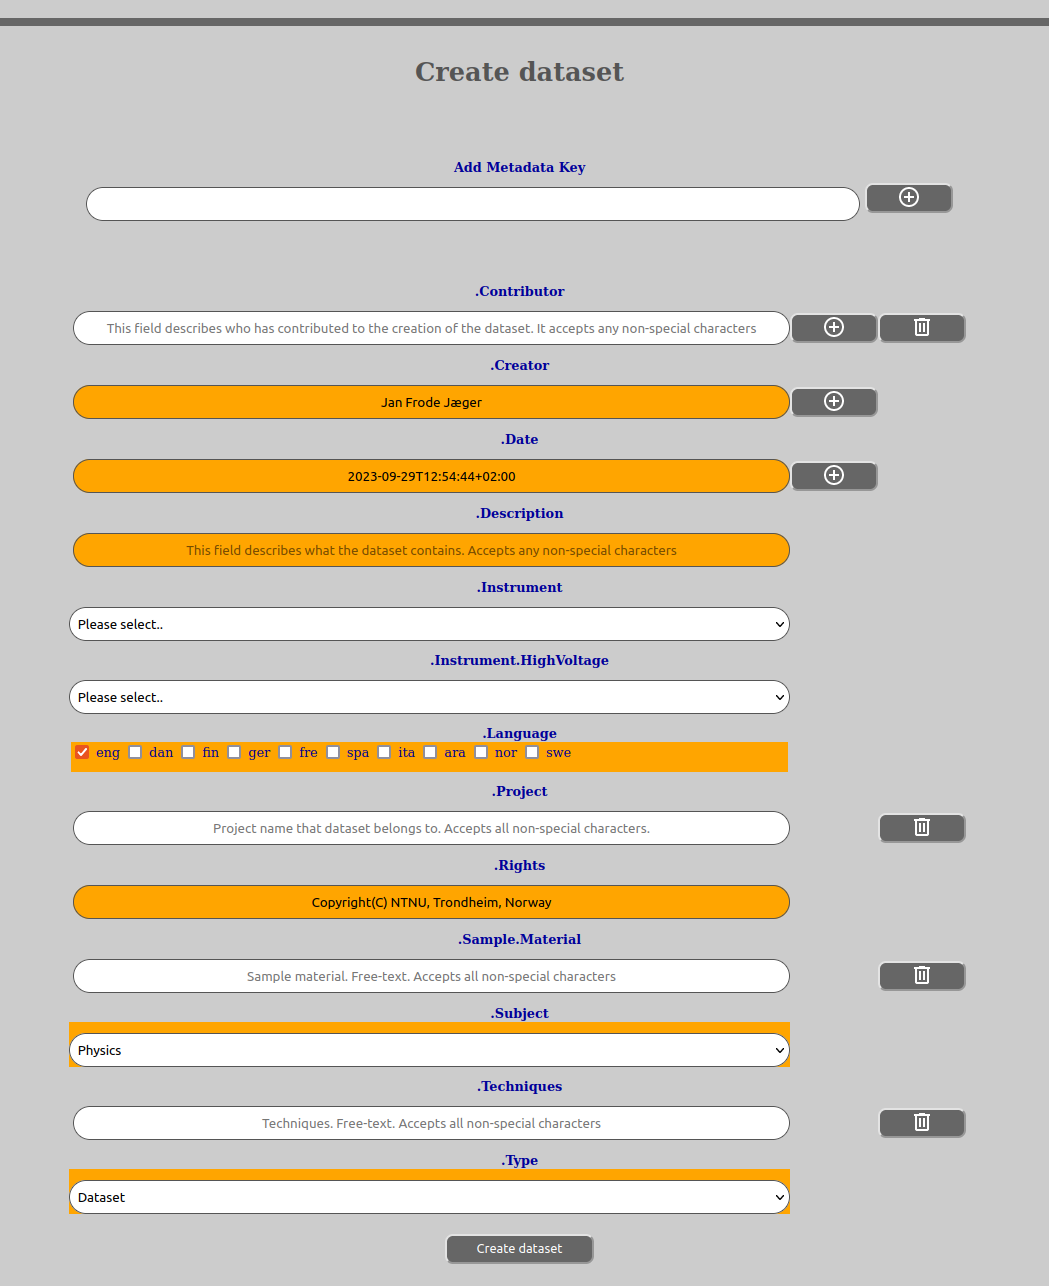 Create dataset
Add Metadata Key
.Contributor
This field describes who has contributed to the creation of the dataset. It accepts any non-special characters
.Creator
Jan Frode Jæger
.Date
2023-09-29T12:54:44+02:00
.Description
This field describes what the dataset contains. Accepts any non-special characters
.Instrument
Please select..
.Instrument.HighVoltage
Please select..
.Language
eng dan fin ger fre spa ita ara nor swe
.Project
Project name that dataset belongs to. Accepts all non-special characters.
.Rights
Copyright(C) NTNU, Trondheim, Norway
.Sample.Material
Sample material. Free-text. Accepts all non-special characters
.Subject
Physics
.Techniques
Techniques. Free-text. Accepts all non-special characters
.Type
Dataset
Create dataset